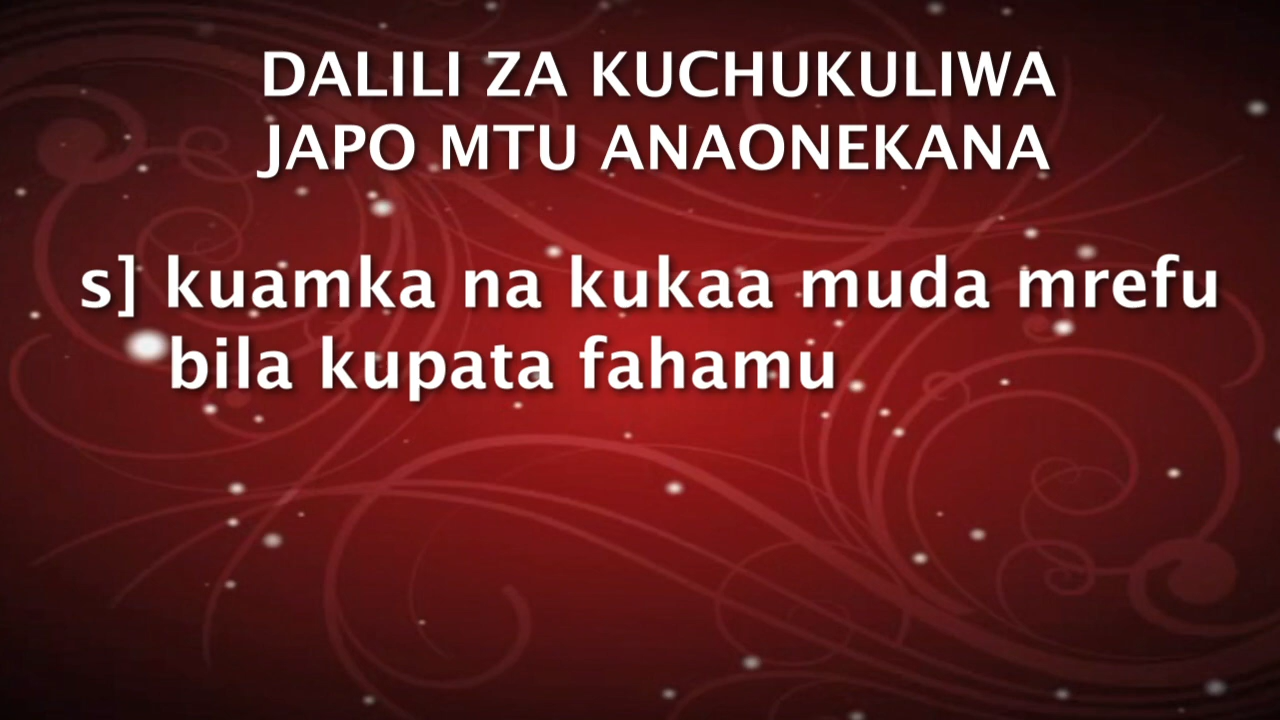 DALILI ZA KUCHUKULIWA
JAPO MTU ANAONEKANA
s] kuamka na kukaa muda mrefu
bila kupata fahamu